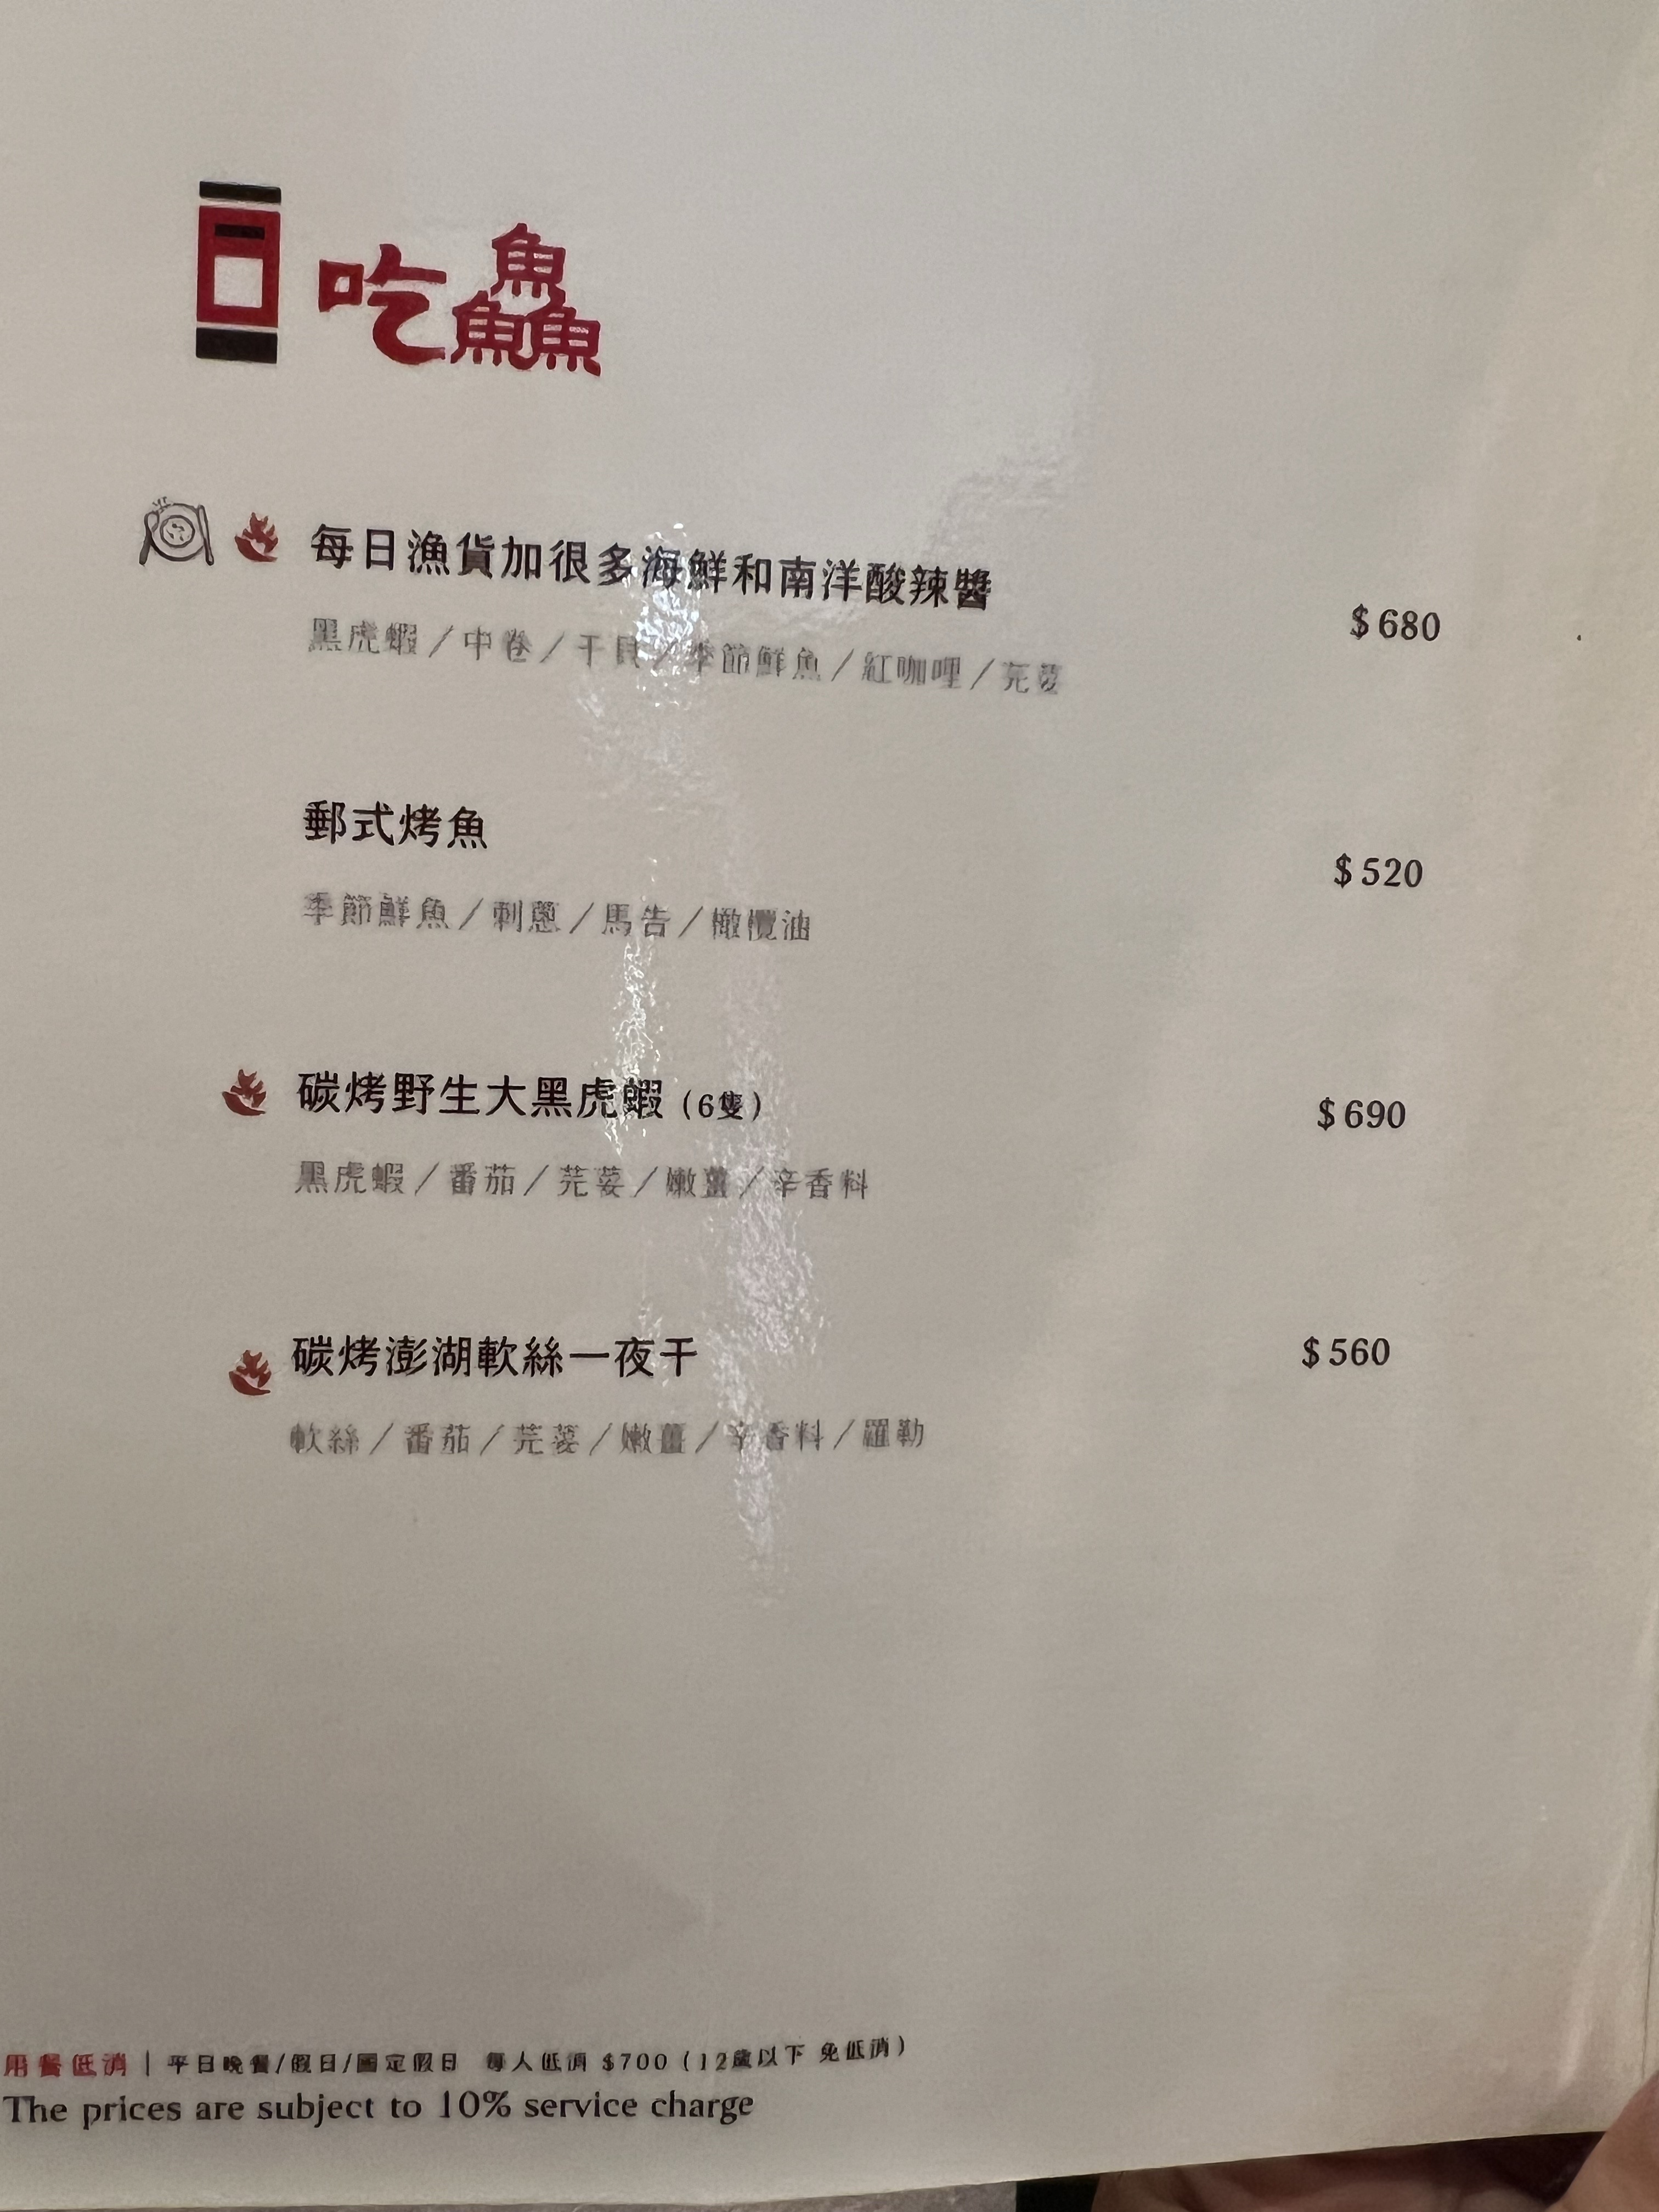 吃鱻
每日漁貨加很多海鮮和南洋酸辣醬
$680
黑虎蝦／中卷／干貝／季節鮮魚／紅咖哩／芫荽
郵式烤魚
$520
季節鮮魚／刺蔥／馬告／橄欖油
碳烤野生大黑虎蝦 (6隻)
$690
黑虎蝦／番茄／芫荽／嫩薑／辛香料
碳烤澎湖軟絲一夜干
$560
軟絲／番茄／芫荽／嫩薑／辛香料／羅勒
用餐低消｜平日晚餐/假日/國定假日 每人低消 $700 (12歲以下 免低消)
The prices are subject to 10% service charge